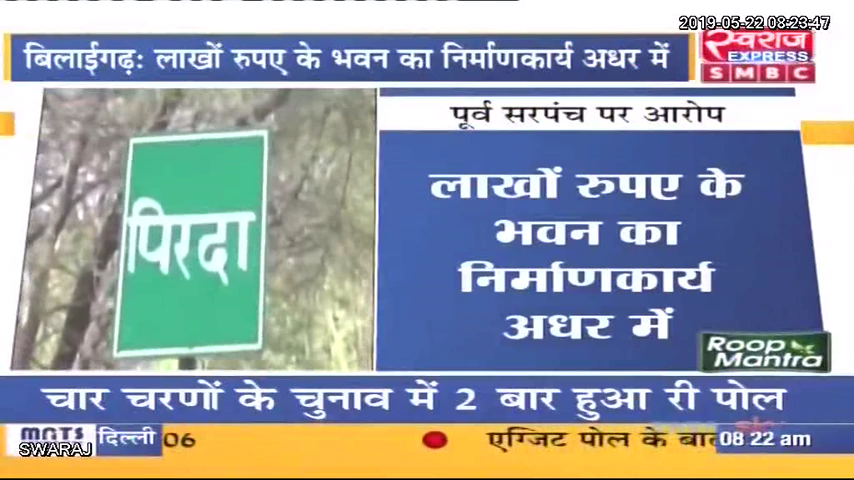 2019-05-22 08:23:47
बिलाईगढ़: लाखों रुपए के भवन का निर्माणकार्य अधर में
स्वराज
EXPRESS
SMBC
पूर्व सरपंच पर आरोप
पिरदा
लाखों रुपए के
भवन का
निर्माणकार्य
अधर में
Roop
Mantra
चार चरणों के चुनाव में 2 बार हुआ री पोल
MATS
दिल्ली
06
एग्जिट पोल के बाद
08:22 am
SWARAJ